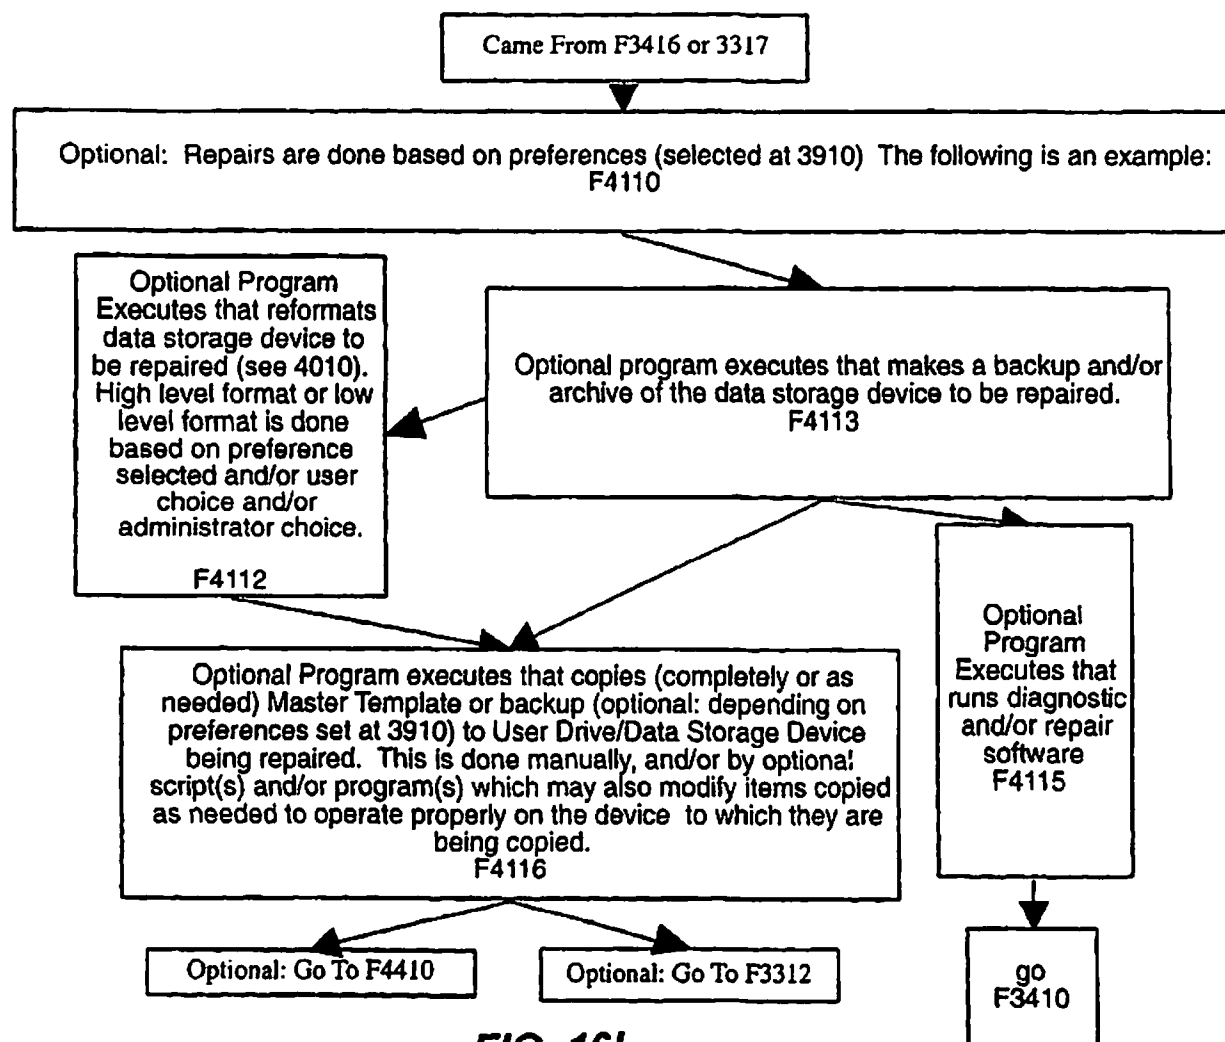 Came From F3416 or 3317
Optional: Repairs are done based on preferences (selected at 3910) The following is an example:
F4110
Optional Program
Executes that reformats
data storage device to
be repaired (see 4010).
High level format or low
level format is done
based on preference
selected and/or user
choice and/or
administrator choice.
F4112
Optional program executes that makes a backup and/or
archive of the data storage device to be repaired.
F4113
Optional
Program
Executes that
runs diagnostic
and/or repair
software
F4115
Optional Program executes that copies (completely or as
needed) Master Template or backup (optional: depending on
preferences set at 3910) to User Drive/Data Storage Device
being repaired. This is done manually, and/or by optional
script(s) and/or program(s) which may also modify items copied
as needed to operate properly on the device to which they are
being copied.
F4116
Optional: Go To F4410
Optional: Go To F3312
go
F3410